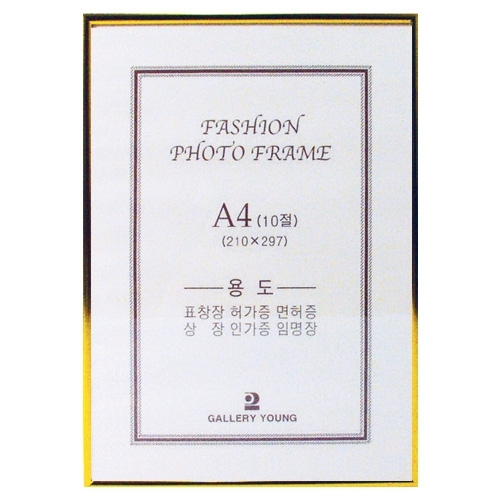 FASHION
PHOTO FRAME
A4 (10절)
(210×297)
용 도
표창장 허가증 면허증
상 장 인가증 임명장
GALLERY YOUNG